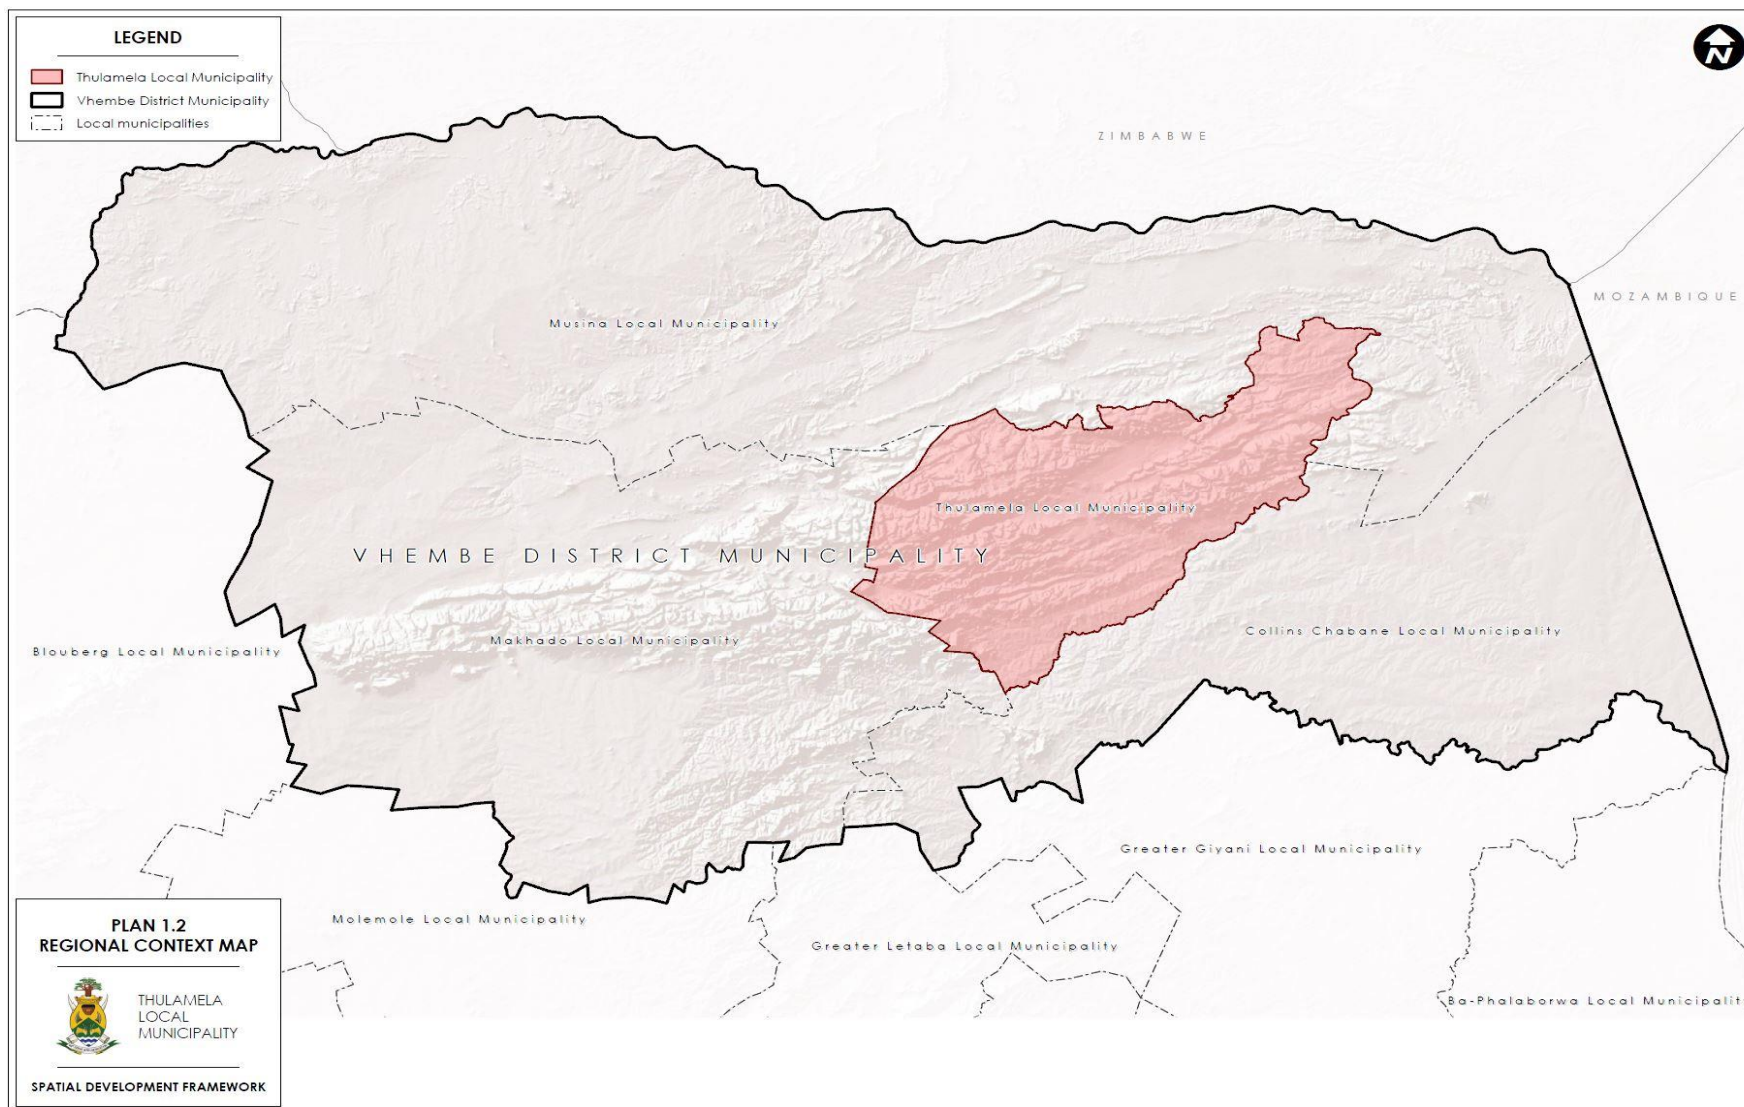 LEGEND
Thulamela Local Municipality
Vhembe District Municipality
Local municipalities
N
ZIMBABWE
MOZAMBIQUE
Musina Local Municipality
Thulamela Local Municipality
VHEMBE DISTRICT MUNICIPALITY
Collins Chabane Local Municipality
Makhado Local Municipality
Blouberg Local Municipality
Greater Giyani Local Municipality
Molemole Local Municipality
Greater Letaba Local Municipality
Ba-Phalaborwa Local Municipalit
PLAN 1.2
REGIONAL CONTEXT MAP
THULAMELA
LOCAL
MUNICIPALITY
SPATIAL DEVELOPMENT FRAMEWORK